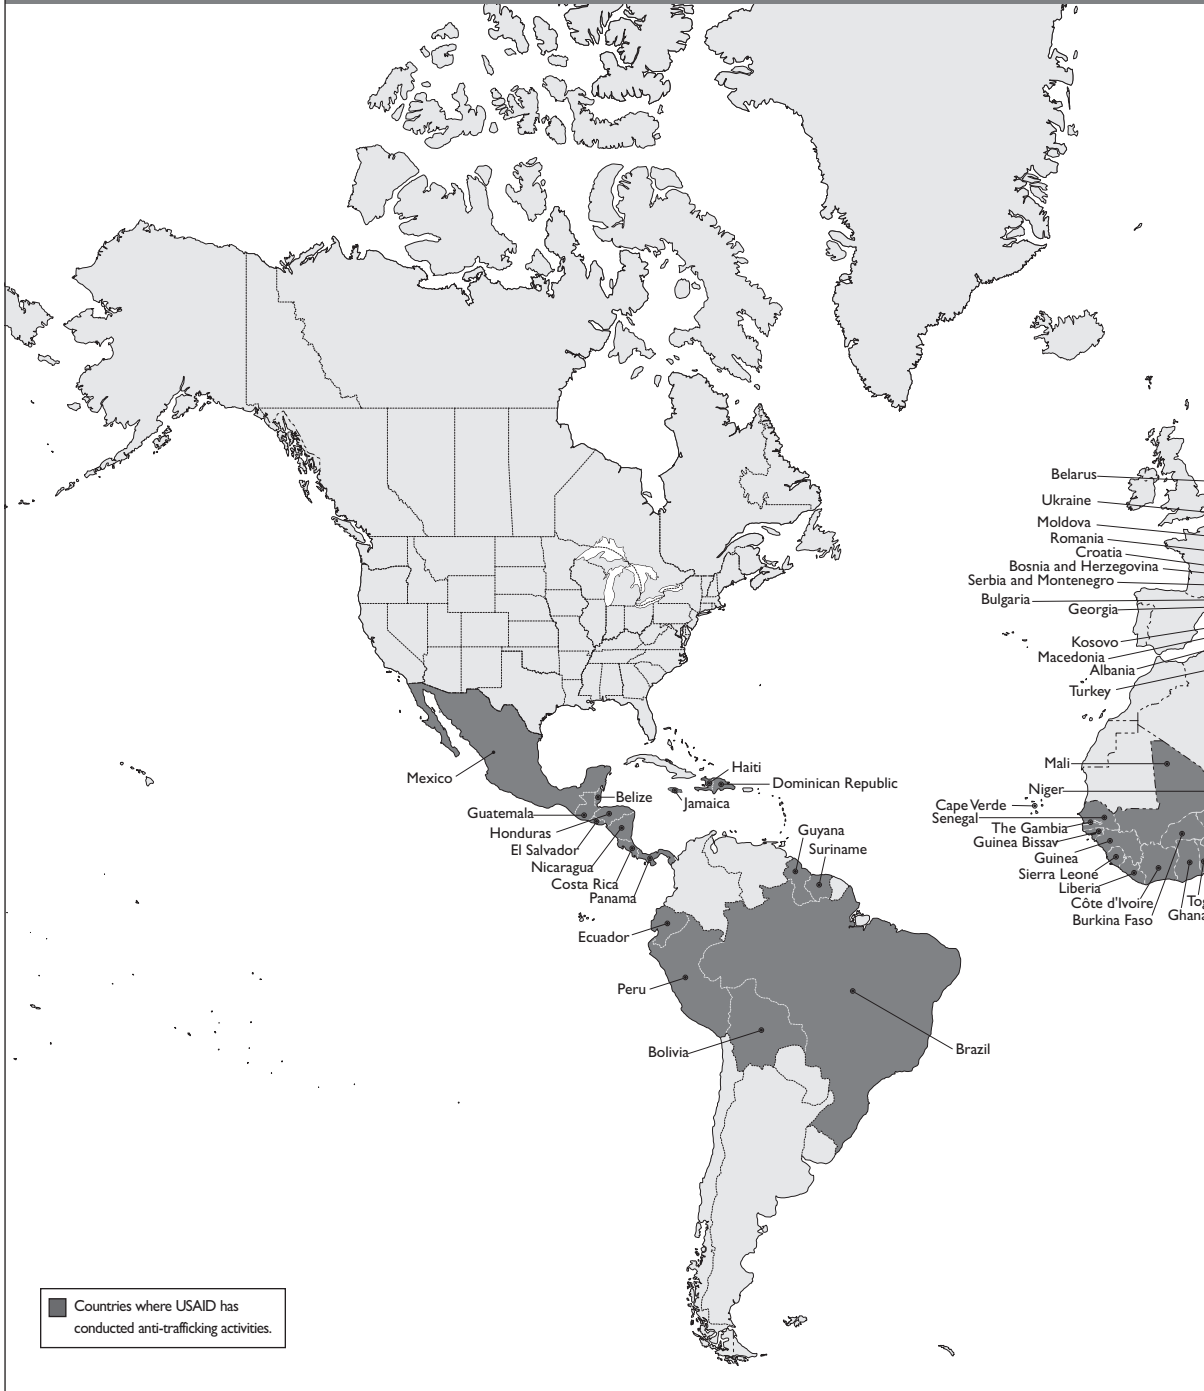 Belarus
Ukraine
Moldova
Romania
Croatia
Bosnia and Herzegovina
Serbia and Montenegro
Bulgaria
Georgia
Kosovo
Macedonia
Albania
Turkey
Mexico
Haiti
Dominican Republic
Jamaica
Belize
Guatemala
Honduras
El Salvador
Nicaragua
Costa Rica
Panama
Guyana
Suriname
Mali
Niger
Cape Verde
Senegal
The Gambia
Guinea Bissav
Guinea
Sierra Leone
Liberia
Côte d'Ivoire
Burkina Faso
Tog
Ghana
Ecuador
Peru
Bolivia
Brazil
Countries where USAID has
conducted anti-trafficking activities.